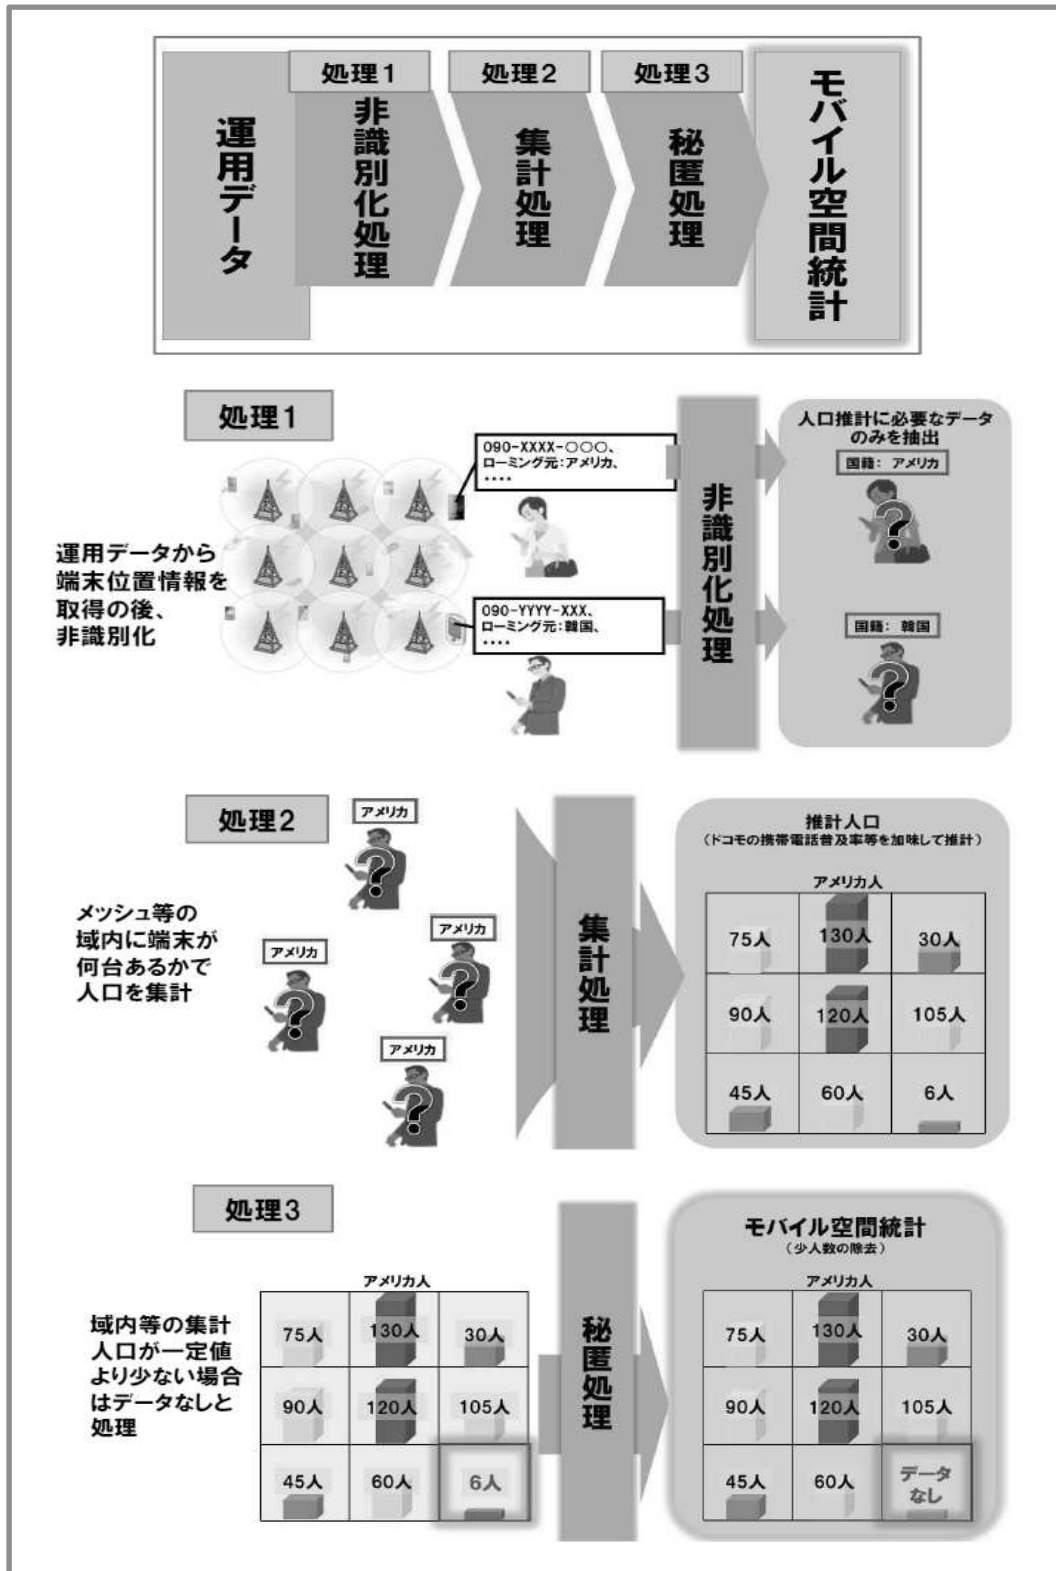 処理1
処理2
処理3
運用データ
非識別化処理
集計処理
秘匿処理
モバイル空間統計
処理1
運用データから
端末位置情報を
取得の後、
非識別化
090-XXXX-○○○、
ローミング元:アメリカ、
••••
090-YYYY-XXX、
ローミング元:韓国、
••••
非識別化処理
人口推計に必要なデータ
のみを抽出
国籍: アメリカ
?
国籍: 韓国
?
処理2
メッシュ等の
域内に端末が
何台あるかで
人口を集計
アメリカ
?
アメリカ
?
アメリカ
?
アメリカ
?
集計処理
推計人口
(ドコモの携帯電話普及率等を加味して推計)
アメリカ人
75人 130人 30人
90人 120人 105人
45人 60人 6人
処理3
域内等の集計
人口が一定値
より少ない場合
はデータなしと
処理
アメリカ人
75人 130人 30人
90人 120人 105人
45人 60人 6人
秘匿処理
モバイル空間統計
(少人数の除去)
アメリカ人
75人 130人 30人
90人 120人 105人
45人 60人 データ
なし